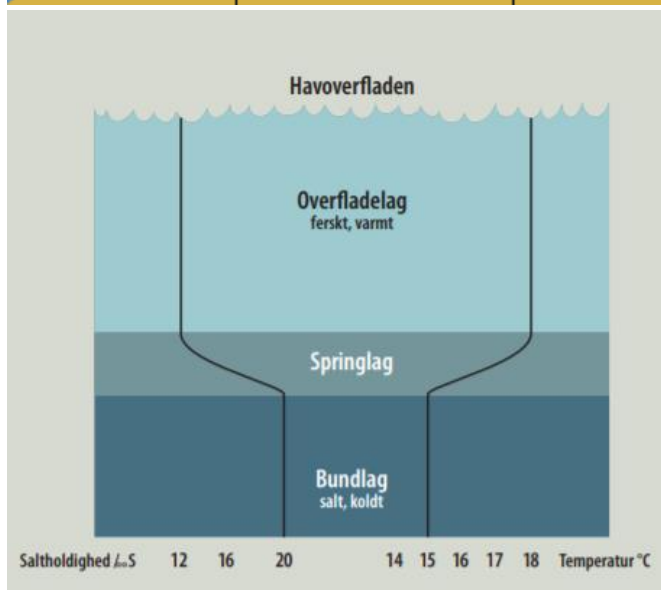 Havoverfladen
Overfladelag
ferskt, varmt
Springlag
Bundlag
salt, koldt
Saltholdighed ‰S 12 16 20 14 15 16 17 18 Temperatur °C